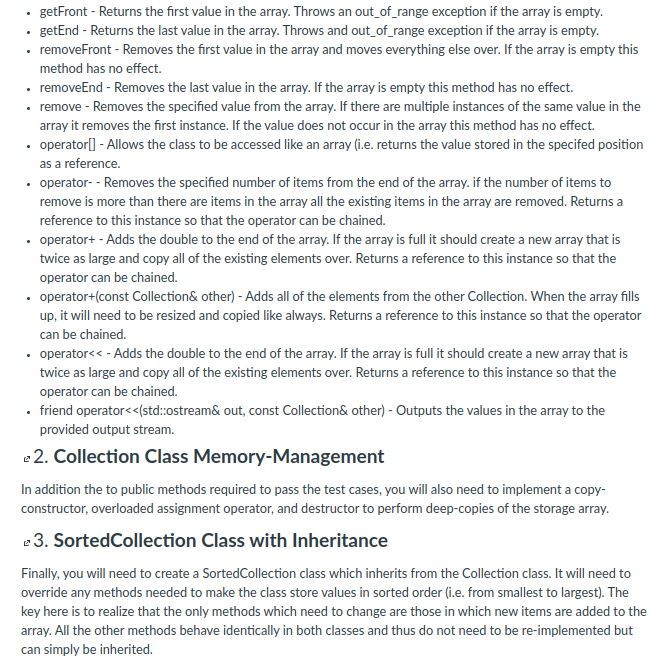 • getFront - Returns the first value in the array. Throws an out_of_range exception if the array is empty.
• getEnd - Returns the last value in the array. Throws and out_of_range exception if the array is empty.
• removeFront - Removes the first value in the array and moves everything else over. If the array is empty this
method has no effect.
• removeEnd - Removes the last value in the array. If the array is empty this method has no effect.
• remove - Removes the specified value from the array. If there are multiple instances of the same value in the
array it removes the first instance. If the value does not occur in the array this method has no effect.
• operator[] - Allows the class to be accessed like an array (i.e. returns the value stored in the specifed position
as a reference.
• operator- - Removes the specified number of items from the end of the array. if the number of items to
remove is more than there are items in the array all the existing items in the array are removed. Returns a
reference to this instance so that the operator can be chained.
• operator+ - Adds the double to the end of the array. If the array is full it should create a new array that is
twice as large and copy all of the existing elements over. Returns a reference to this instance so that the
operator can be chained.
• operator+(const Collection& other) - Adds all of the elements from the other Collection. When the array fills
up, it will need to be resized and copied like always. Returns a reference to this instance so that the operator
can be chained.
• operator<< - Adds the double to the end of the array. If the array is full it should create a new array that is
twice as large and copy all of the existing elements over. Returns a reference to this instance so that the
operator can be chained.
• friend operator<<(std::ostream& out, const Collection& other) - Outputs the values in the array to the
provided output stream.
2. Collection Class Memory-Management
In addition the to public methods required to pass the test cases, you will also need to implement a copy-
constructor, overloaded assignment operator, and destructor to perform deep-copies of the storage array.
3. SortedCollection Class with Inheritance
Finally, you will need to create a SortedCollection class which inherits from the Collection class. It will need to
override any methods needed to make the class store values in sorted order (i.e. from smallest to largest). The
key here is to realize that the only methods which need to change are those in which new items are added to the
array. All the other methods behave identically in both classes and thus do not need to be re-implemented but
can simply be inherited.